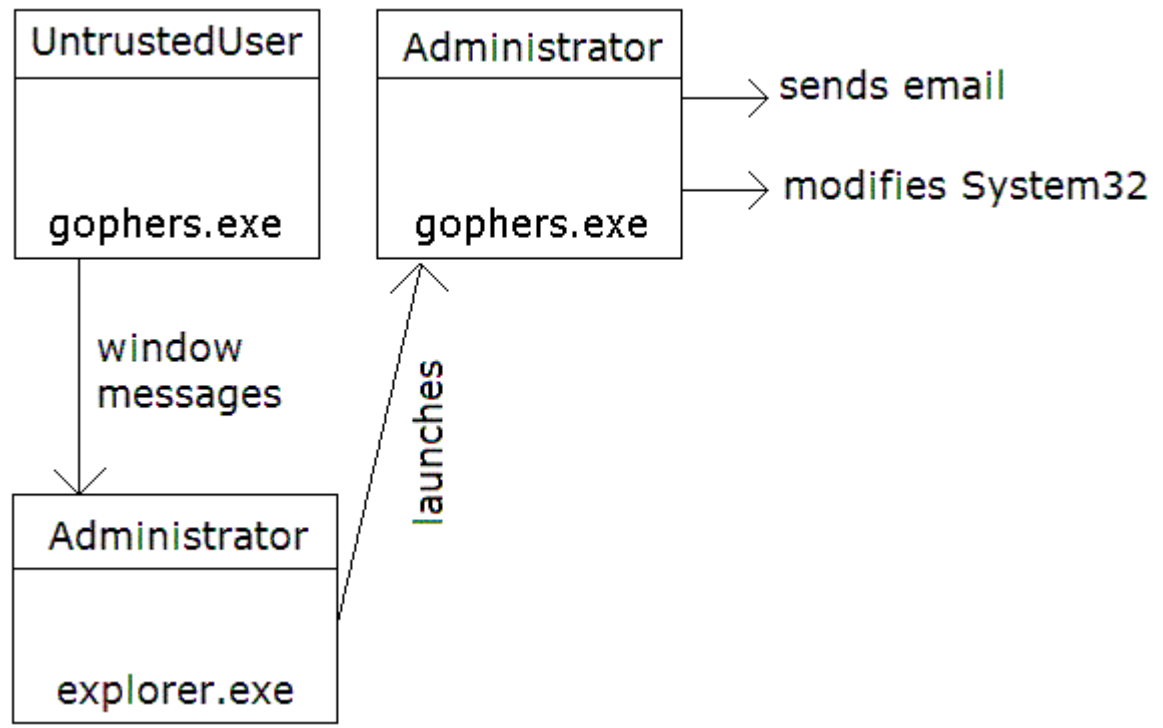 UntrustedUser
gophers.exe
Administrator
gophers.exe
sends email
modifies System32
window
messages
launches
Administrator
explorer.exe